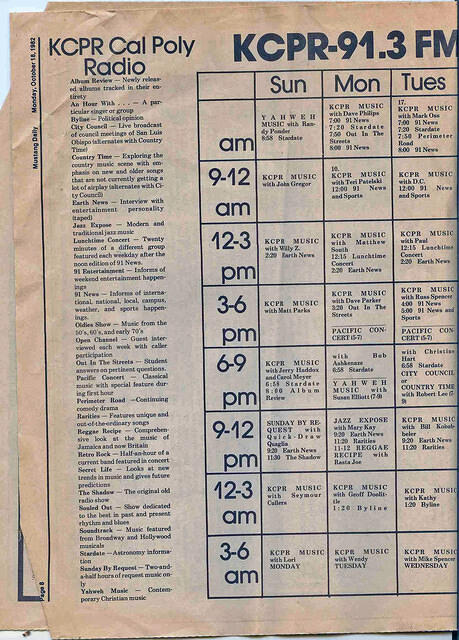 Mustang Daily Monday, October 18, 1982
Page 8
KCPR Cal Poly
Radio
Album Review — Newly releas-
ed albums tracked in their en-
tirety
An Hour With . . . — A par-
ticular singer or group
Byline — Political opinion
City Council — Live broadcast
of council meetings of San Luis
Obispo (alternates with Country
Time)
Country Time — Exploring the
country music scene with em-
phasis on new and older songs
that are not currently getting a
lot of airplay (alternates with Ci-
ty Council)
Earth News — Interview with
entertainment personality
(taped)
Jazz Expose — Modern and
traditional jazz music
Lunchtime Concert — Twenty
minutes of a different group
featured each weekday after the
noon edition of 91 News.
91 Entertainment — Informs of
weekend entertainment happen-
ings
91 News — Informs of interna-
tional, national, local, campus,
weather, and sports happen-
ings.
Oldies Show — Music from the
50's, 60's, and early 70's
Open Channel — Guest inter-
viewed each week with caller
participation
Out In The Streets — Student
answers on pertinent questions.
Pacific Concert — Classical
music with special feature during
first hour
Perimeter Road —Continuing
comedy drama
Rarities — Features unique and
out-of-the-ordinary songs
Reggae Recipe — Comprehen-
sive look at the music of
Jamaica and now Britain
Retro Rock — Half-an-hour of a
current band featured in concert.
Secret Life — Looks at new
trends in music and gives future
predictions
The Shadow — The original old
radio show
Souled Out — Show dedicated
to the best in past and present
rhythm and blues
Soundtrack — Music featured
from Broadway and Hollywood
musicals
Stardate — Astronomy informa-
tion
Sunday By Request — Two-and-
a-half hours of request music on-
ly
Yahweh Music — Contem-
porary Christian music
KCPR-91.3 FM
Sun Mon Tues
am
YAHWEH
MUSIC with Ran-
dy Ponder
8:58 Stardate
KCPR MUSIC
with Dave Philips
7:00 91 News
7:20 Stardate
7:50 Out In The
Streets
8:00 91 News
17.
KCPR MUSIC
with Mark Oss
7:00 91 News
7:20 Stardate
7:50 Perimeter
Road
8:00 91 News
9-12
am
KCPR MUSIC
with John Gregor
10.
KCPR MUSIC
with Teri Patelski
12:00 91 News
and Sports
KCPR MUSIC
with D.C.
12:00 91 News
and Sports
12-3
pm
KCPR MUSIC
with Willy Z.
2:20 Earth News
KCPR MUSIC
with Matthew
South
12:15 Lunchtime
Concert
2:20 Earth News
KCPR MUSIC
with Paul
12:15 Lunchtime
Concert
2:20 Earth News
3-6
pm
KCPR MUSIC
with Matt Parks
KCPR MUSIC
with Dave Parker
3:20 Out In The
Streets
PACIFIC CON-
CERT (5-7)
KCPR MUSIC
with Russ Spencer
4:00 91 News
5:00 91 News and
Sports
PACIFIC CON-
CERT (5-7)
6-9
pm
KCPR MUSIC
with Jerry Haddox
and Carol Meyer
6:58 Stardate
8:00 Album
Review
with Bub
Ashkenaze
6:58 Stardate
YAHWEH
MUSIC with
Susan Elliott (7-9)
with Christine
Hart
6:58 Stardate
CITY COUNCIL
or
COUNTRY TIME
with Robert Lee (7-
9)
9-12
pm
SUNDAY BY RE-
QUEST with
Quick-Draw
Quaglia
9:20 Earth News
11:30 The Shadow
JAZZ EXPOSE
with Mary Kay
9:20 Earth News
11:20 Rarities
11-12 REGGAE
RECIPE with
Rasta Joe
KCPR MUSIC
with Bill Kobab-
beler
9:20 Earth News
11:20 Rarities
12-3
am
KCPR MUSIC
with Seymour
Cullers
KCPR MUSIC
with Geoff Doolit-
tle
1:20 Byline
KCPR MUSIC
with Kathy
1:20 Byline
3-6
am
KCPR MUSIC
with Lori
MONDAY
KCPR MUSIC
with Wendy
TUESDAY
KCPR MUSIC
with Mike Spencer
WEDNESDAY